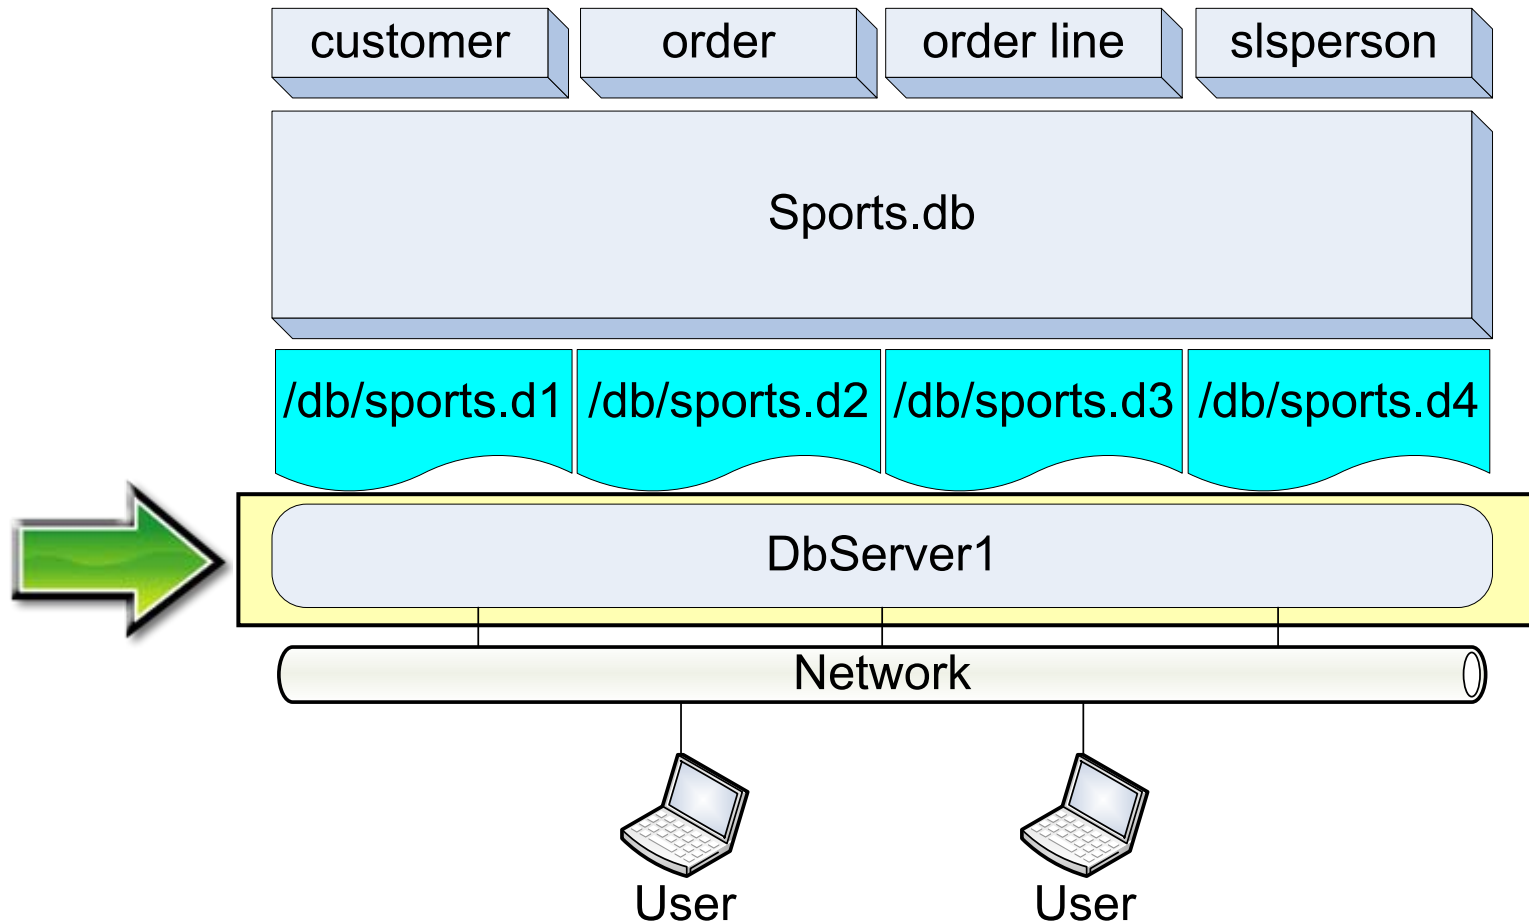 customer
order
order line
slsperson
Sports.db
/db/sports.d1
/db/sports.d2
/db/sports.d3
/db/sports.d4
DbServer1
Network
User
User